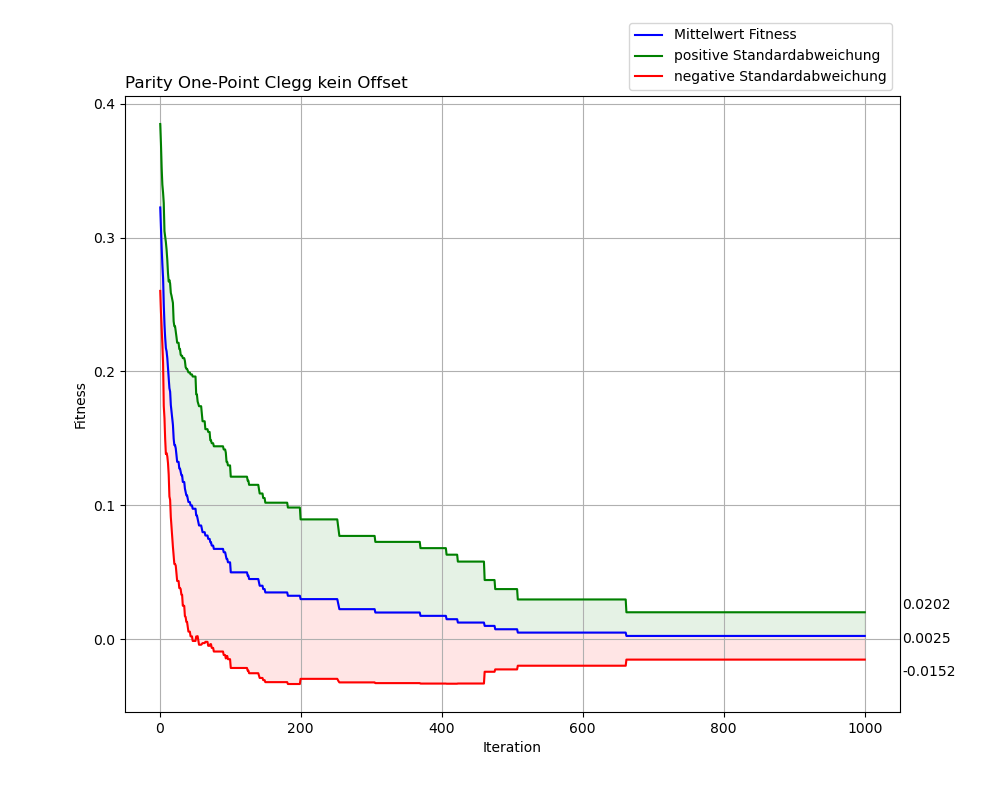 Mittelwert Fitness
positive Standardabweichung
negative Standardabweichung
Parity One-Point Clegg kein Offset
0.4
0.3
0.2
0.1
0.0
Fitness
0.0202
0.0025
-0.0152
0 200 400 600 800 1000
Iteration